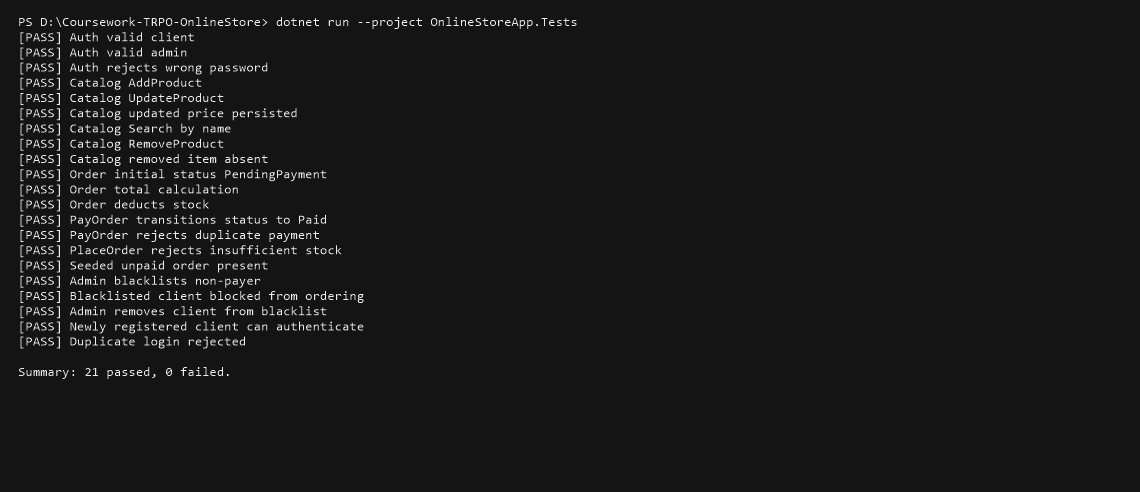 PS D:\Coursework-TRPO-OnlineStore> dotnet run --project OnlineStoreApp.Tests
[PASS] Auth valid client
[PASS] Auth valid admin
[PASS] Auth rejects wrong password
[PASS] Catalog AddProduct
[PASS] Catalog UpdateProduct
[PASS] Catalog updated price persisted
[PASS] Catalog Search by name
[PASS] Catalog RemoveProduct
[PASS] Catalog removed item absent
[PASS] Order initial status PendingPayment
[PASS] Order total calculation
[PASS] Order deducts stock
[PASS] PayOrder transitions status to Paid
[PASS] PayOrder rejects duplicate payment
[PASS] PlaceOrder rejects insufficient stock
[PASS] Seeded unpaid order present
[PASS] Admin blacklists non-payer
[PASS] Blacklisted client blocked from ordering
[PASS] Admin removes client from blacklist
[PASS] Newly registered client can authenticate
[PASS] Duplicate login rejected
Summary: 21 passed, 0 failed.